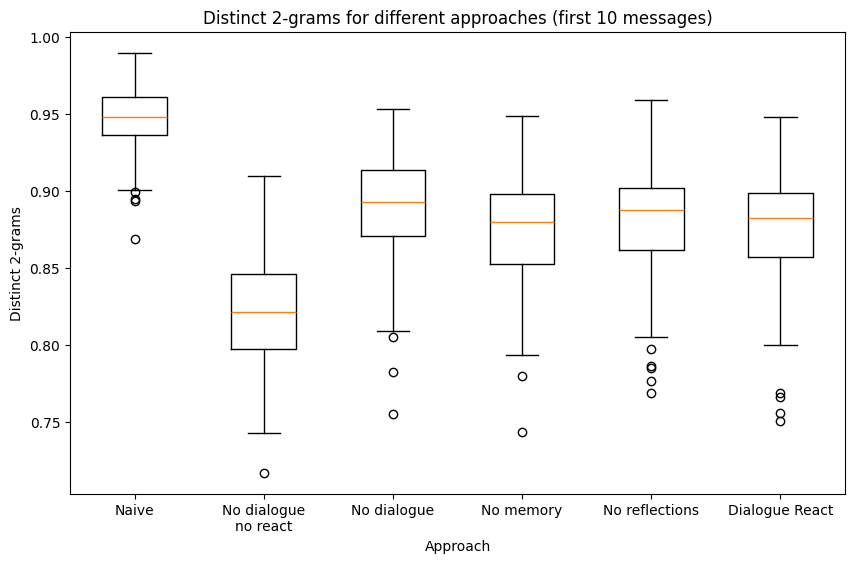 Distinct 2-grams for different approaches (first 10 messages)
1.00
0.95
0.90
0.85
0.80
0.75
Distinct 2-grams
Naive
No dialogue
no react
No dialogue
No memory
No reflections
Dialogue React
Approach